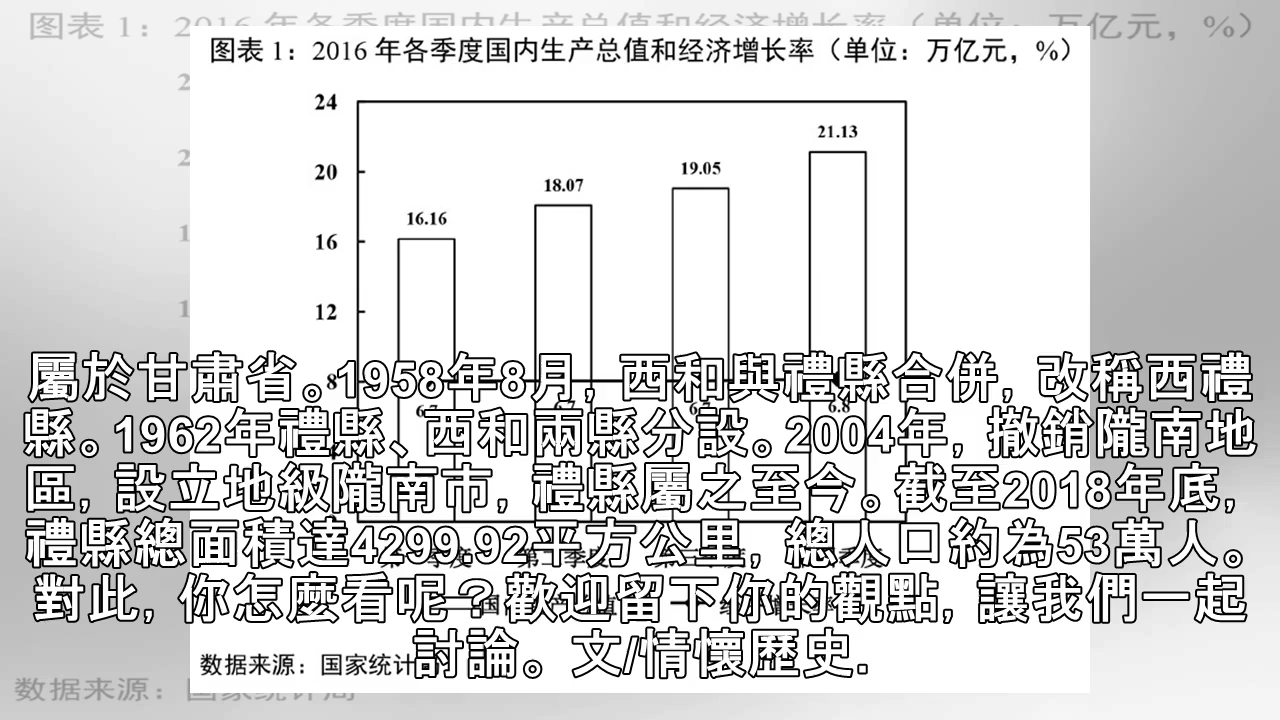 图表 1：2016 年各季度国内生产总值和经济增长率（单位：万亿元，%）
24
21.13
20
19.05
18.07
16.16
16
12
8
6.8
屬於甘肅省。1958年8月，西和與禮縣合併，改稱西禮
縣。1962年禮縣、西和兩縣分設。2004年，撤銷隴南地
區，設立地級隴南市，禮縣屬之至今。截至2018年底，
禮縣總面積達4299.92平方公里，總人口約為53萬人。
對此，你怎麼看呢？歡迎留下你的觀點，讓我們一起
討論。文/情懷歷史.
数据来源：国家统计